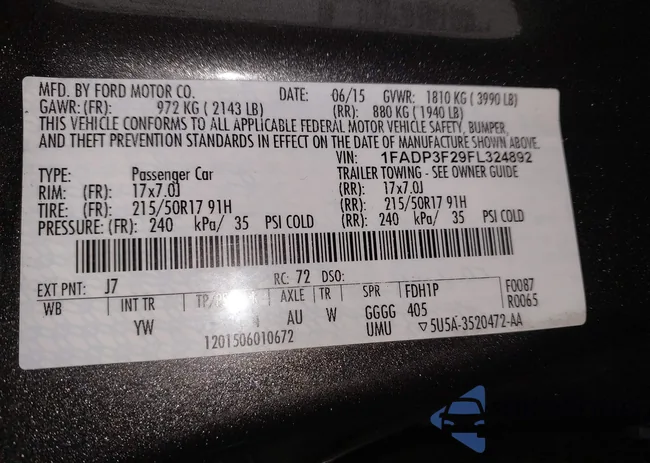 MFD. BY FORD MOTOR CO. DATE: 06/15 GVWR: 1810 KG ( 3990 LB)
GAWR: (FR): 972 KG ( 2143 LB) (RR): 880 KG ( 1940 LB)
THIS VEHICLE CONFORMS TO ALL APPLICABLE FEDERAL MOTOR VEHICLE SAFETY, BUMPER,
AND THEFT PREVENTION STANDARDS IN EFFECT ON THE DATE OF MANUFACTURE SHOWN ABOVE.
VIN: 1FADP3F29FL324892
TYPE: Passenger Car TRAILER TOWING - SEE OWNER GUIDE
RIM: (FR): 17x7.0J (RR): 17x7.0J
TIRE: (FR): 215/50R17 91H (RR): 215/50R17 91H
PRESSURE: (FR): 240 kPa/ 35 PSI COLD (RR): 240 kPa/ 35 PSI COLD
EXT PNT: J7 RC: 72 DSO:
WB INT TR AXLE TR SPR FDH1P F0087
YW AU W GGGG 405 R0065
1201506010672 UMU ▽5U5A-3520472-AA